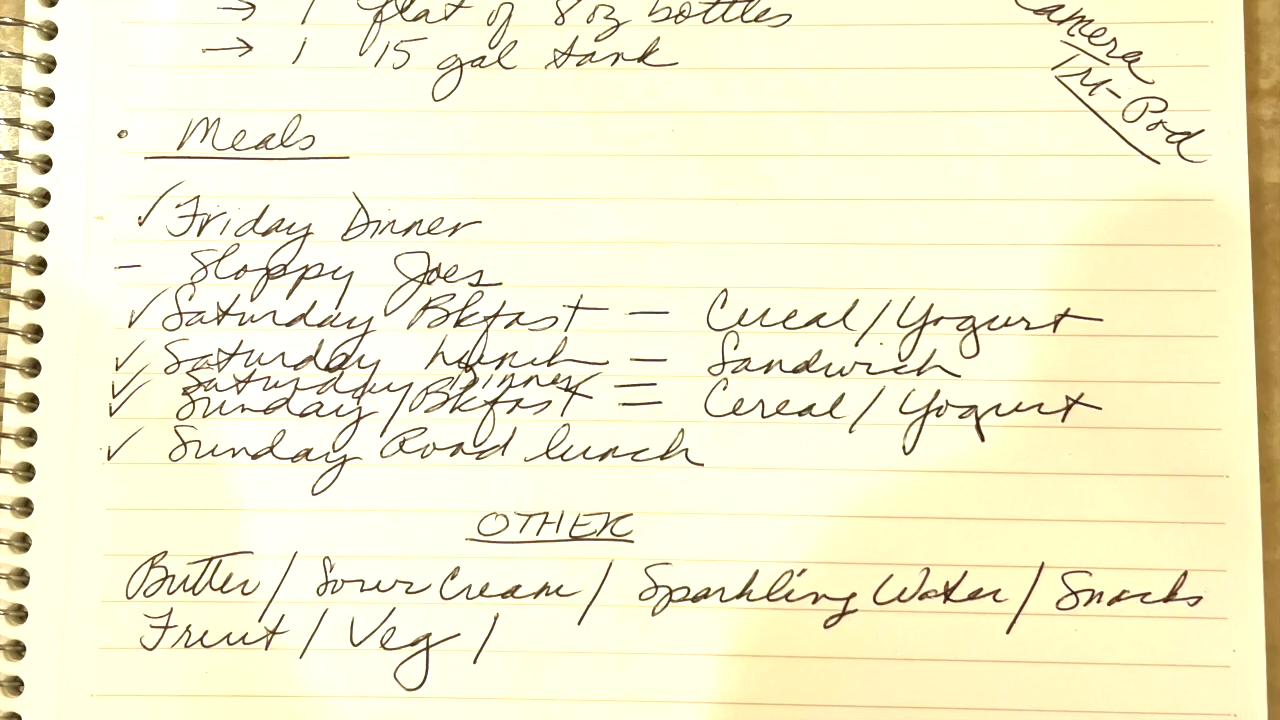 → 1 flat of 8 oz bottles
→ 1 15 gal tank
Camera
Tri-Pod
• Meals
✓ Friday Dinner
– Sloppy Joes
✓ Saturday Bkfast – Cereal/Yogurt
✓ Saturday Lunch = Sandwich
✓ Saturday Dinner =
✓ Sunday Bkfast – Cereal/Yogurt
✓ Sunday Road lunch
OTHER
Butter / Sour Cream / Sparkling Water / Snacks
Fruit / Veg /